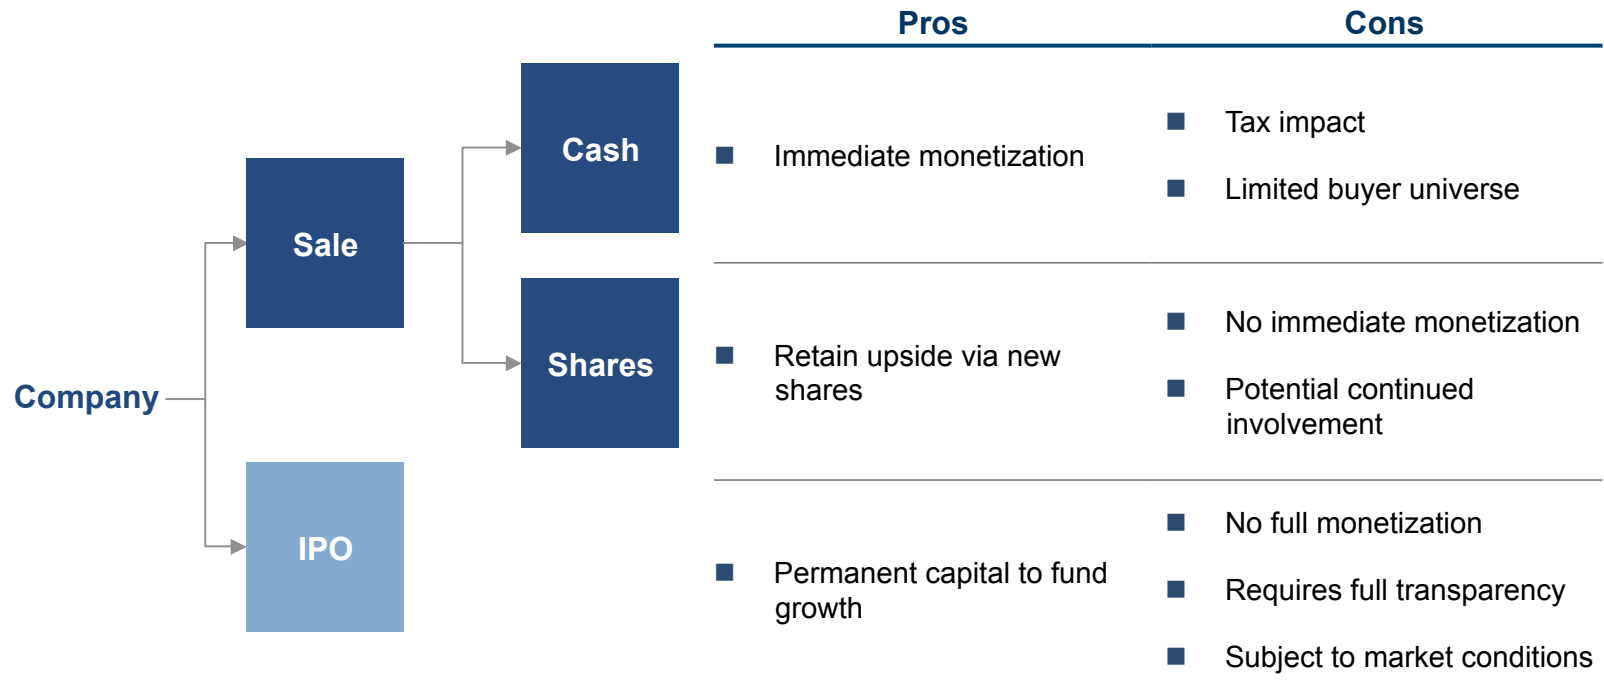 Pros
Cons
Cash
Immediate monetization
Tax impact
Limited buyer universe
Sale
Shares
Retain upside via new
shares
No immediate monetization
Potential continued
involvement
Company
IPO
Permanent capital to fund
growth
No full monetization
Requires full transparency
Subject to market conditions